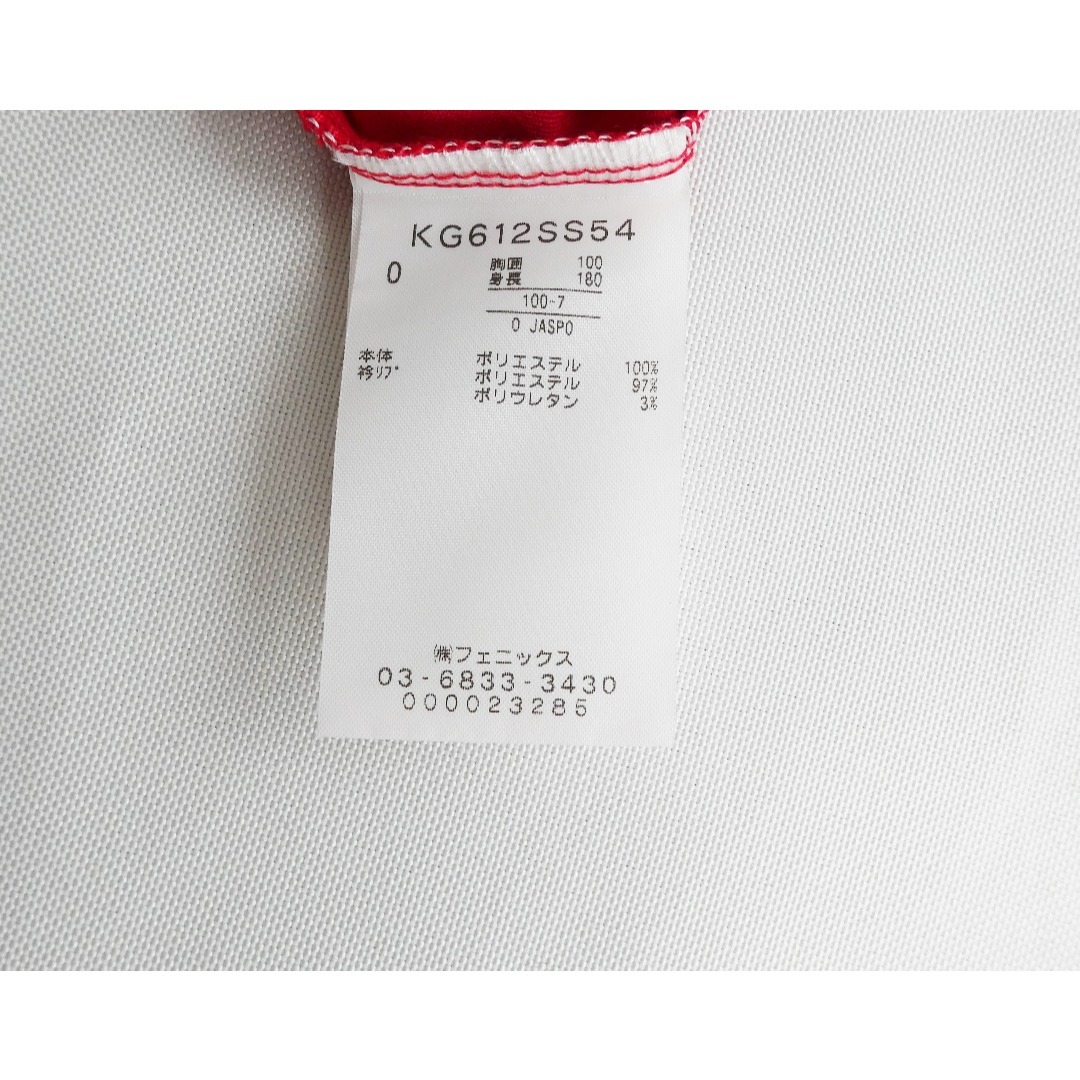 KG612SS54
O 胸囲 100
身長 180
100-7
O JASPO
本体 ポリエステル 100%
衿リブ ポリエステル 97%
ポリウレタン 3%
㈱フェニックス
03-6833-3430
000023285